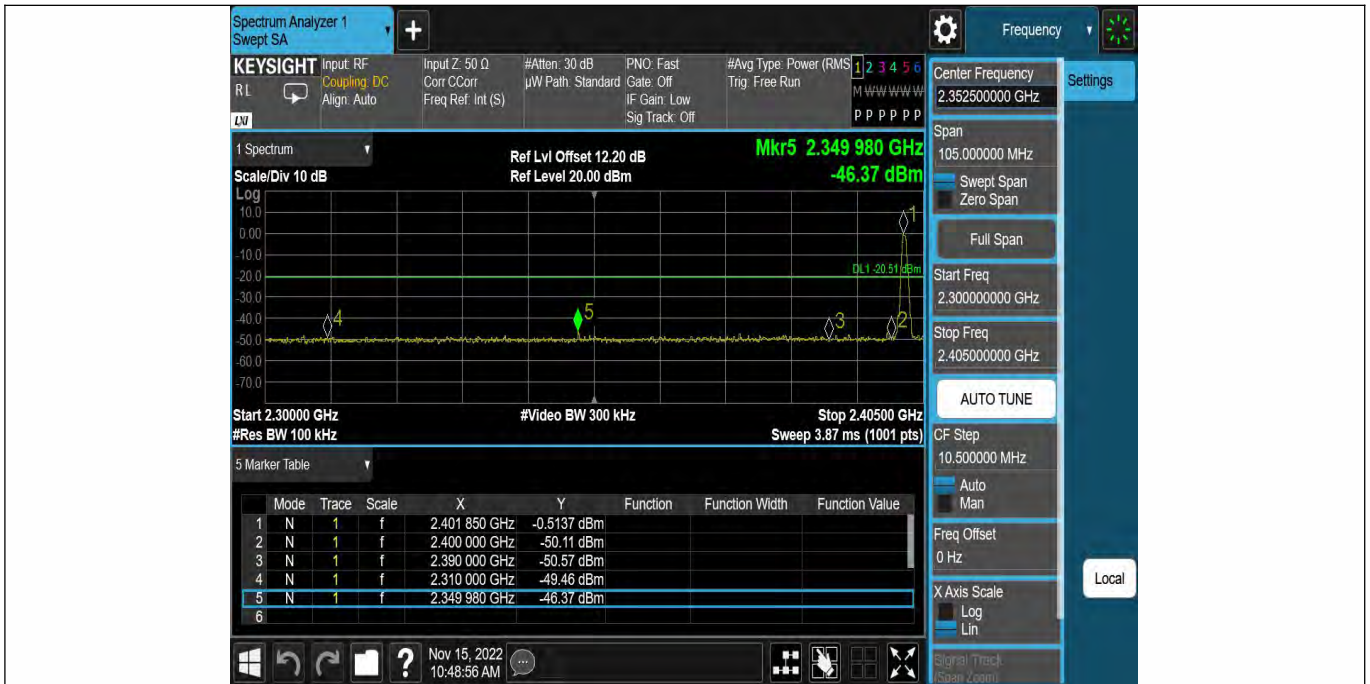 Spectrum Analyzer 1
Swept SA
Frequency
KEYSIGHT
RL
LXI
Input: RF
Coupling: DC
Align: Auto
Input Z: 50 Ω
Corr CCorr
Freq Ref: Int (S)
#Atten: 30 dB
µW Path: Standard
PNO: Fast
Gate: Off
IF Gain: Low
Sig Track: Off
#Avg Type: Power (RMS
Trig: Free Run
1 2 3 4 5 6
M W W W W W
P P P P P P
1 Spectrum
Scale/Div 10 dB
Ref Lvl Offset 12.20 dB
Ref Level 20.00 dBm
Mkr5 2.349 980 GHz
-46.37 dBm
Log
10.0
0.00
-10.0
-20.0
-30.0
-40.0
-50.0
-60.0
-70.0
1
DL1 -20.51 dBm
4
5
3
2
Start 2.30000 GHz
#Video BW 300 kHz
Stop 2.40500 GHz
#Res BW 100 kHz
Sweep 3.87 ms (1001 pts)
5 Marker Table
Mode Trace Scale X Y Function Function Width Function Value
1 N 1 f 2.401 850 GHz -0.5137 dBm
2 N 1 f 2.400 000 GHz -50.11 dBm
3 N 1 f 2.390 000 GHz -50.57 dBm
4 N 1 f 2.310 000 GHz -49.46 dBm
5 N 1 f 2.349 980 GHz -46.37 dBm
6
Nov 15, 2022
10:48:56 AM
Center Frequency
2.352500000 GHz
Settings
Span
105.000000 MHz
Swept Span
Zero Span
Full Span
Start Freq
2.300000000 GHz
Stop Freq
2.405000000 GHz
AUTO TUNE
CF Step
10.500000 MHz
Auto
Man
Freq Offset
0 Hz
X Axis Scale
Log
Lin
Signal Track
(Span Zoom)
Local